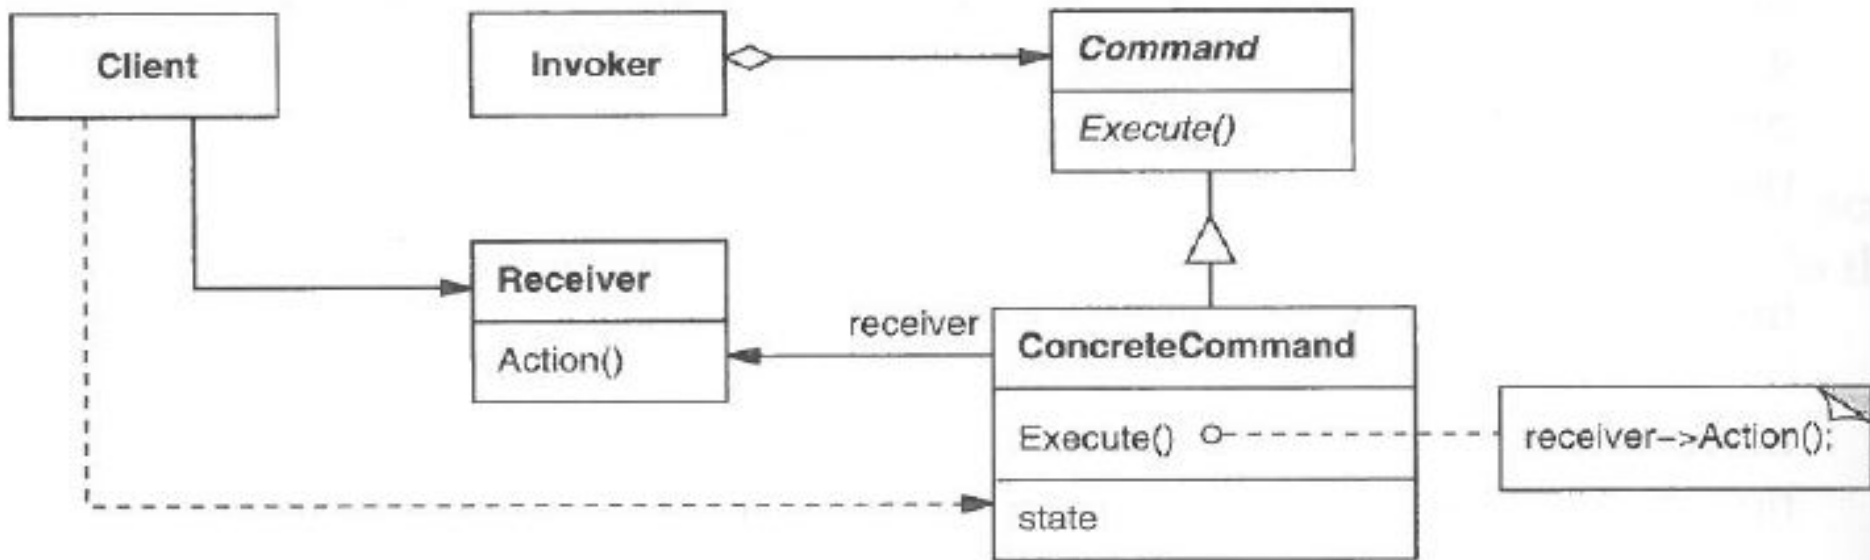 Client
Invoker
Command
Execute()
Receiver
Action()
receiver
ConcreteCommand
Execute()
state
receiver->Action();